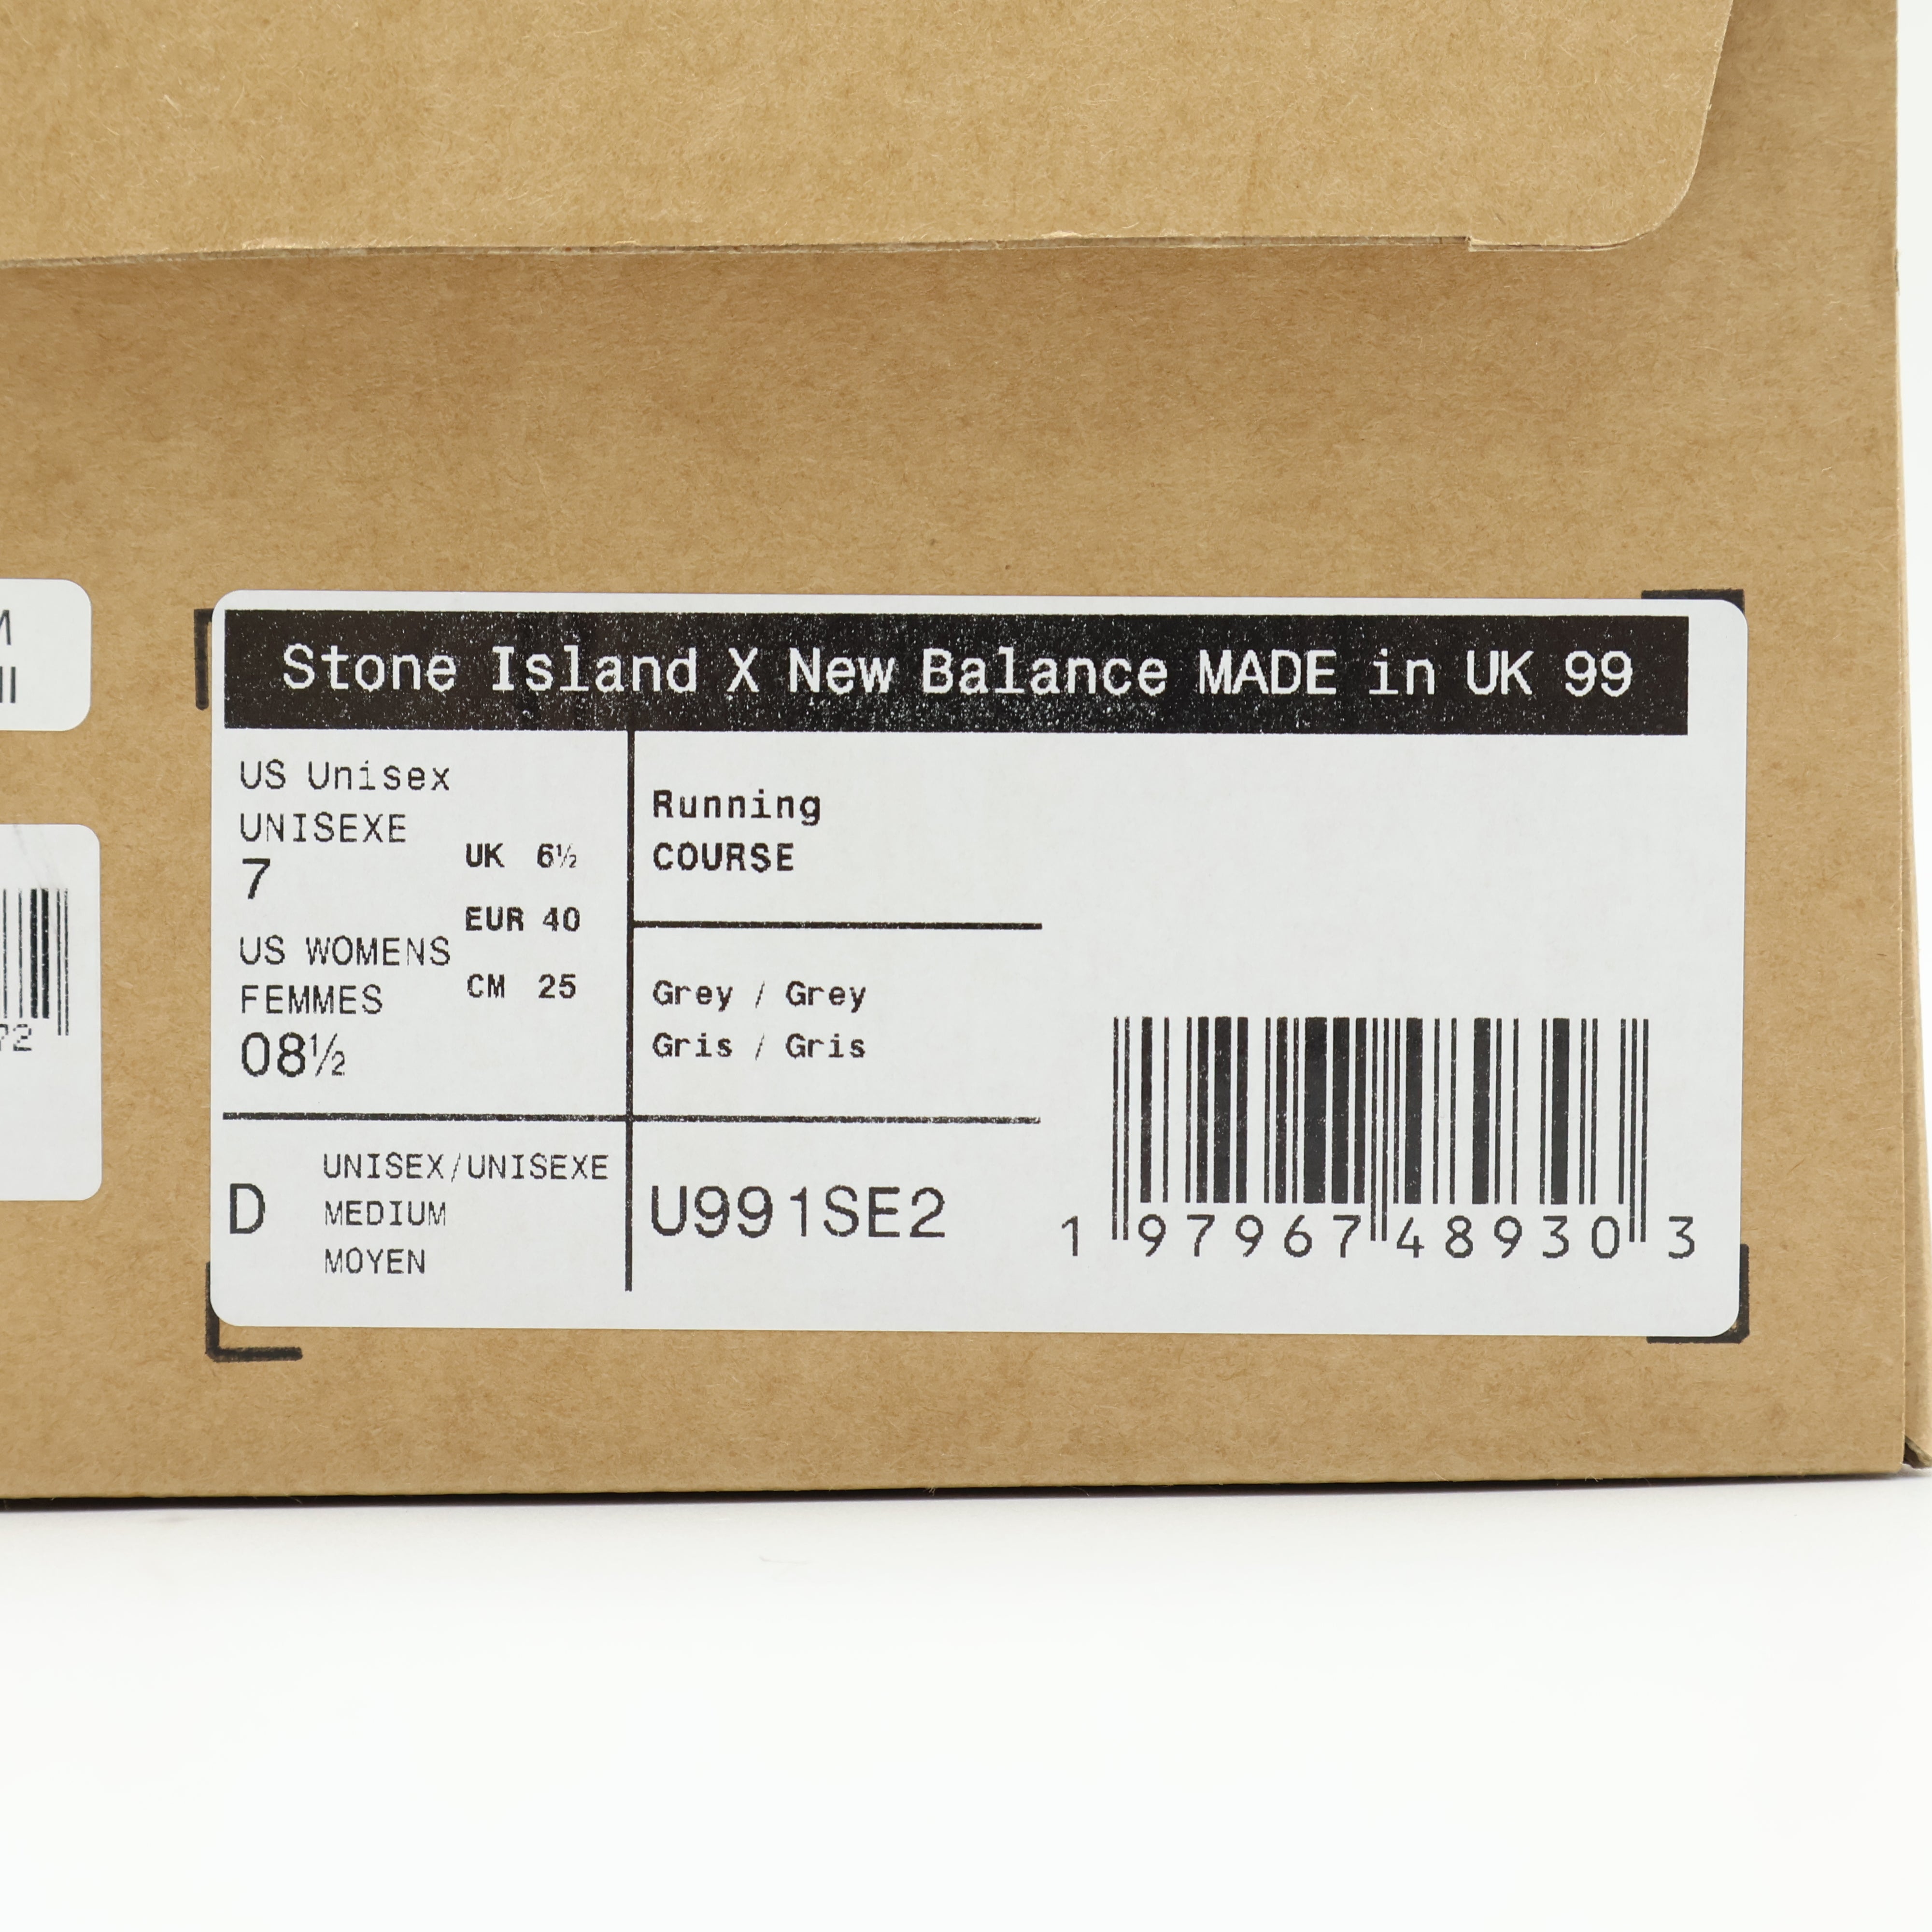 Stone Island X New Balance MADE in UK 99
US Unisex
UNISEXE
7
US WOMENS
FEMMES
08½
UK 6½
EUR 40
CM 25
Running
COURSE
Grey / Grey
Gris / Gris
D
UNISEX/UNISEXE
MEDIUM
MOYEN
U991SE2
1 97967 48930 3
72